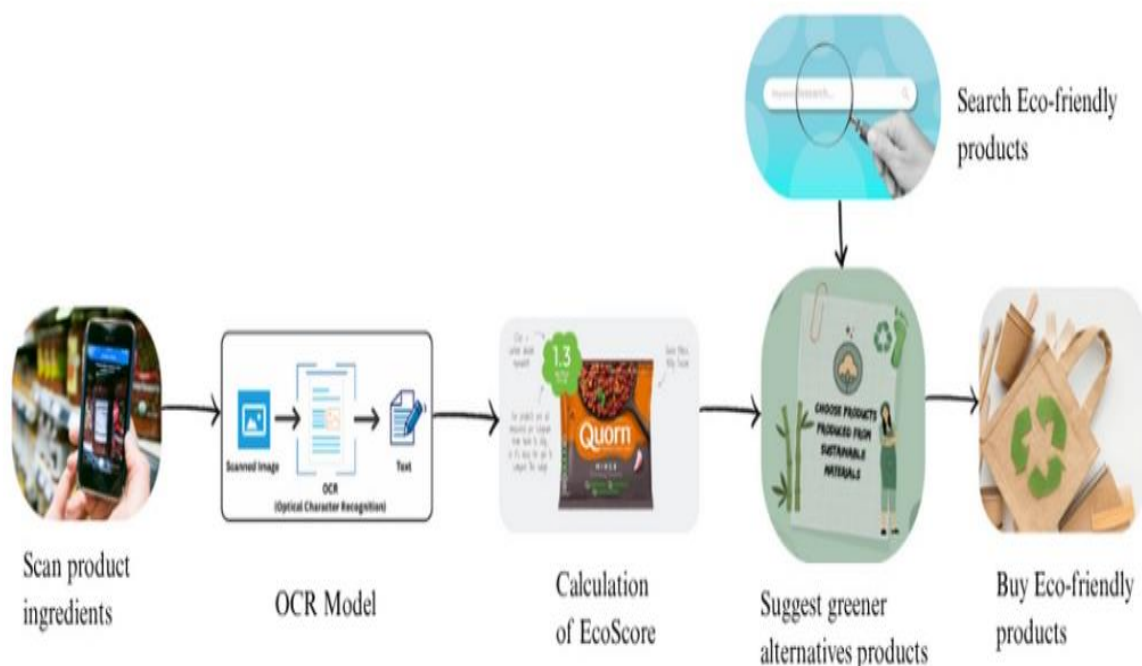 Search Eco-friendly
products
Scanned Image
OCR
(Optical Character Recognition)
Text
1.3
Quorn
MINCE
CHOOSE PRODUCTS
PRODUCED FROM
SUSTAINABLE
MATERIALS
Scan product
ingredients
OCR Model
Calculation
of EcoScore
Suggest greener
alternatives products
Buy Eco-friendly
products